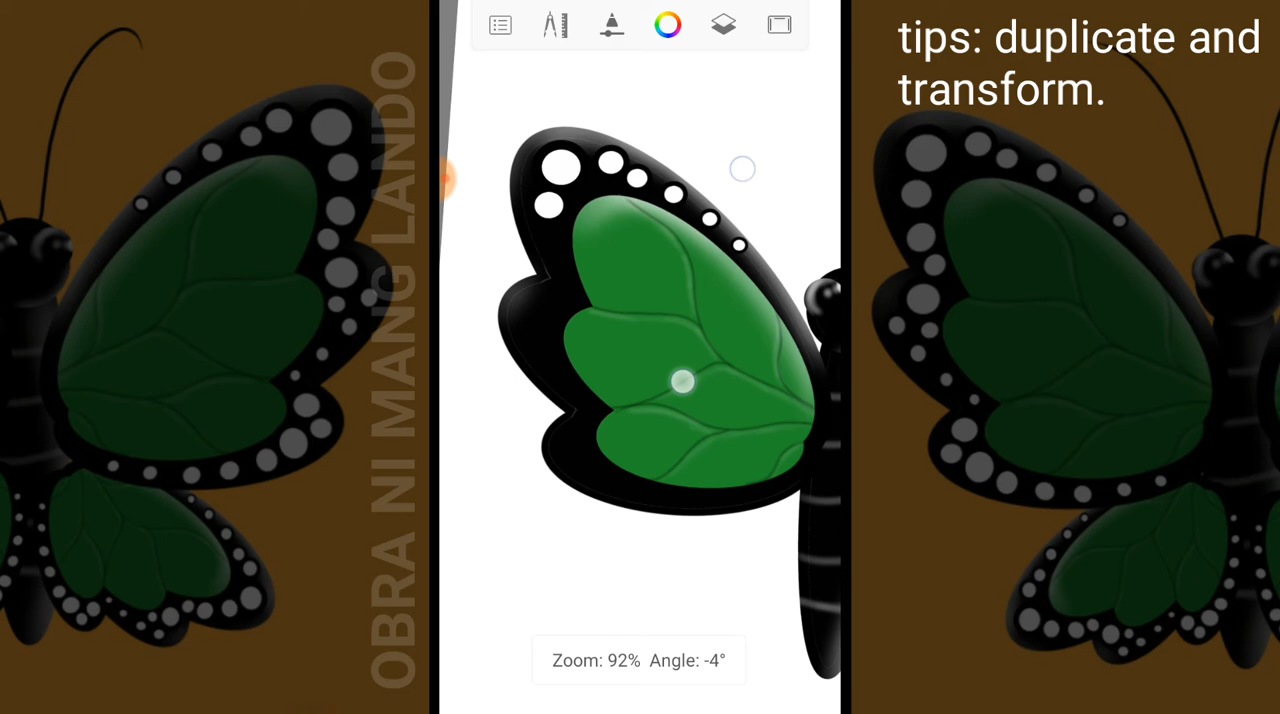 tips: duplicate and
transform.
OBRA NI MANG LANDO
Zoom: 92% Angle: -4°